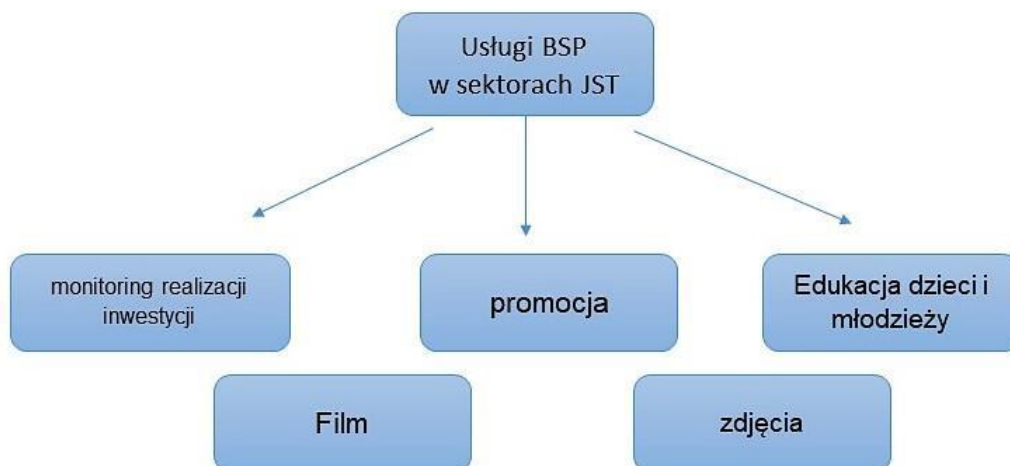 Usługi BSP
w sektorach JST
monitoring realizacji
inwestycji
promocja
Edukacja dzieci i
młodzieży
Film
zdjęcia